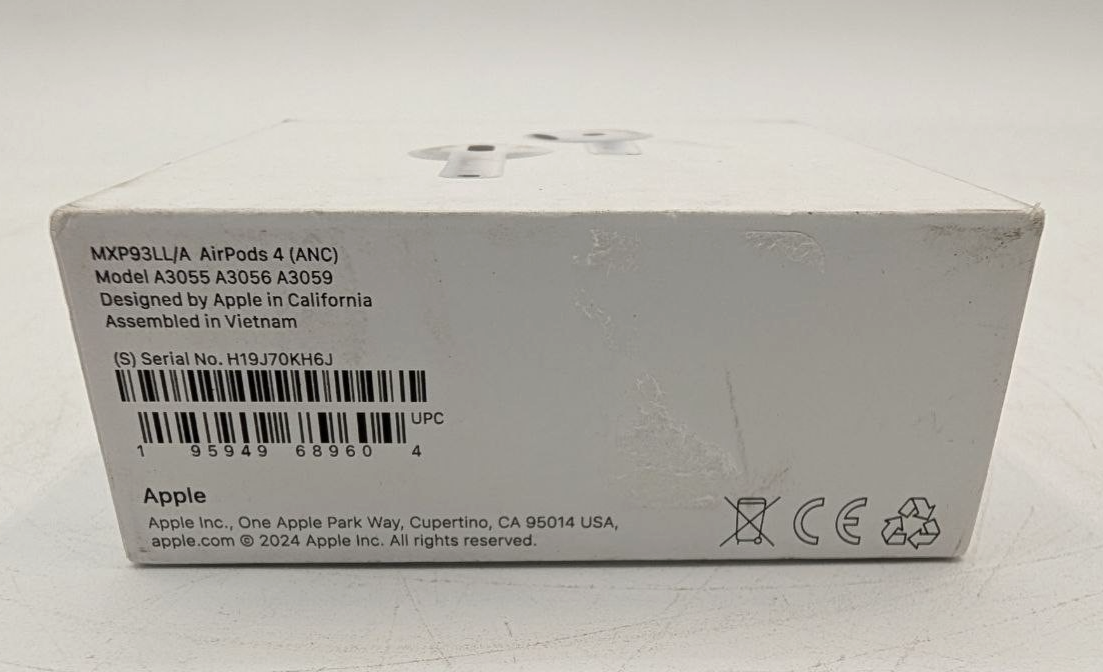 MXP93LL/A AirPods 4 (ANC)
Model A3055 A3056 A3059
Designed by Apple in California
Assembled in Vietnam
(S) Serial No. H19J70KH6J
UPC
1 95949 68960 4
Apple
Apple Inc., One Apple Park Way, Cupertino, CA 95014 USA,
apple.com © 2024 Apple Inc. All rights reserved.
CE